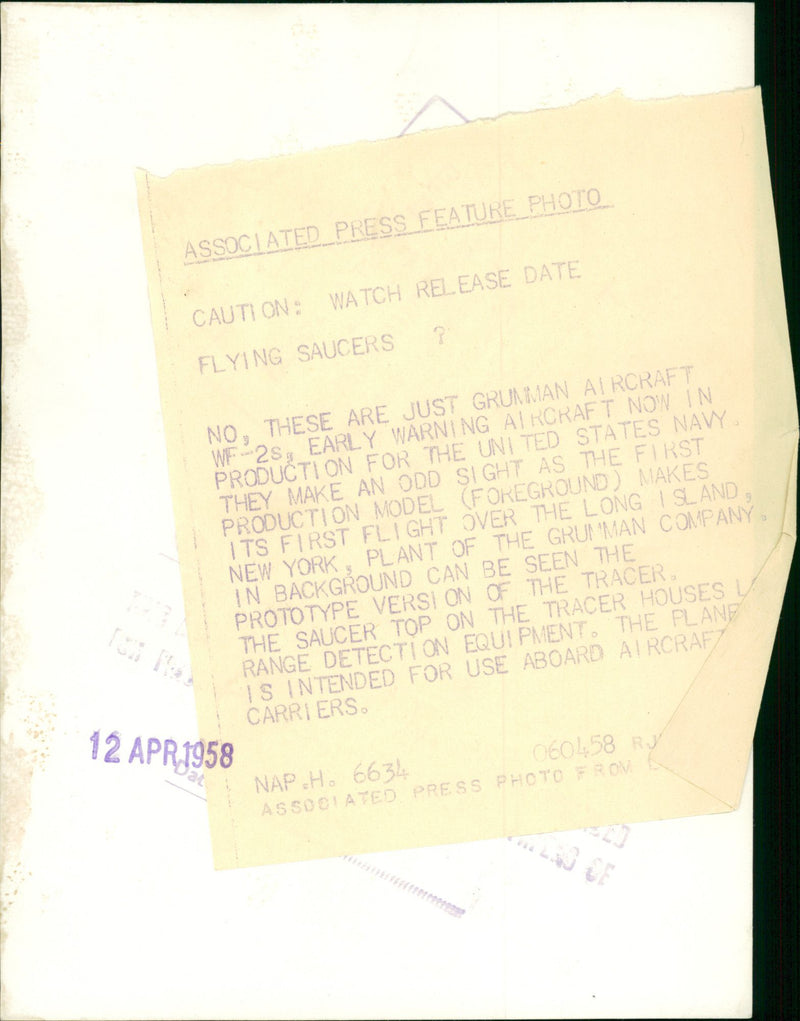 ASSOCIATED PRESS FEATURE PHOTO
CAUTION: WATCH RELEASE DATE
FLYING SAUCERS ?
NO, THESE ARE JUST GRUMMAN AIRCRAFT
WF-2s, EARLY WARNING AIRCRAFT NOW IN
PRODUCTION FOR THE UNITED STATES NAVY.
THEY MAKE AN ODD SIGHT AS THE FIRST
PRODUCTION MODEL (FOREGROUND) MAKES
ITS FIRST FLIGHT OVER THE LONG ISLAND,
NEW YORK, PLANT OF THE GRUMMAN COMPANY.
IN BACKGROUND CAN BE SEEN THE
PROTOTYPE VERSION OF THE TRACER.
THE SAUCER TOP ON THE TRACER HOUSES
RANGE DETECTION EQUIPMENT. THE PLANE
IS INTENDED FOR USE ABOARD AIRCRAFT
CARRIERS.
12 APR 1958
NAP.H. 6634 060458
ASSOCIATED PRESS PHOTO FROM